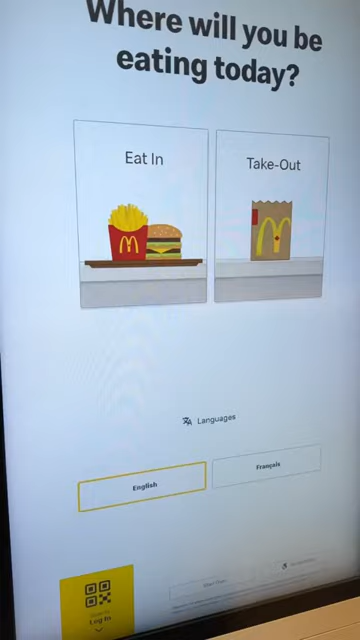 Where will you be
eating today?
Eat In
Take-Out
Languages
English
Français
Log In